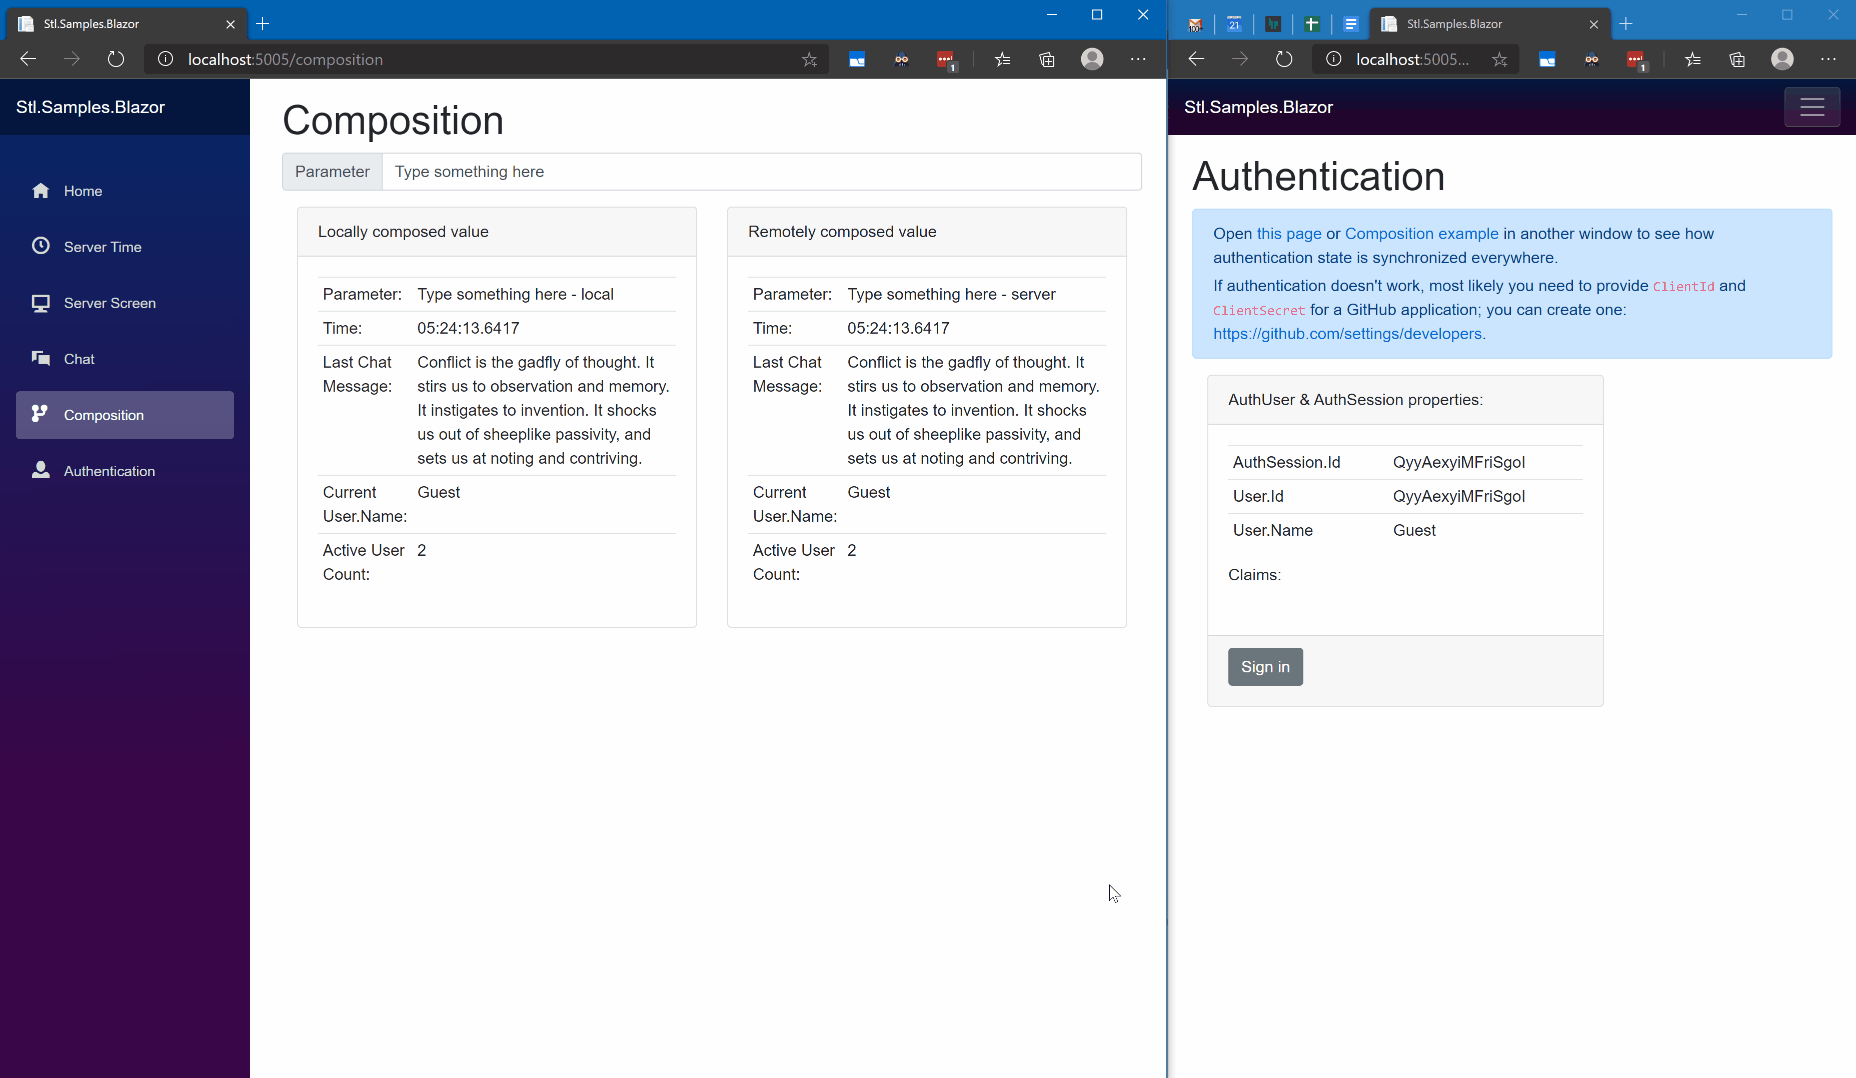 Stl.Samples.Blazor
localhost:5005/composition
1
Stl.Samples.Blazor
Home
Server Time
Server Screen
Chat
Composition
Authentication
Composition
Parameter Type something here
Locally composed value
Parameter: Type something here - local
Time: 05:24:13.6417
Last Chat Message: Conflict is the gadfly of thought. It
stirs us to observation and memory.
It instigates to invention. It shocks
us out of sheeplike passivity, and
sets us at noting and contriving.
Current User.Name: Guest
Active User Count: 2
Remotely composed value
Parameter: Type something here - server
Time: 05:24:13.6417
Last Chat Message: Conflict is the gadfly of thought. It
stirs us to observation and memory.
It instigates to invention. It shocks
us out of sheeplike passivity, and
sets us at noting and contriving.
Current User.Name: Guest
Active User Count: 2
21
Stl.Samples.Blazor
localhost:5005...
1
Stl.Samples.Blazor
Authentication
Open this page or Composition example in another window to see how
authentication state is synchronized everywhere.
If authentication doesn't work, most likely you need to provide ClientId and
ClientSecret for a GitHub application; you can create one:
https://github.com/settings/developers.
AuthUser & AuthSession properties:
AuthSession.Id QyyAexyiMFriSgoI
User.Id QyyAexyiMFriSgoI
User.Name Guest
Claims:
Sign in